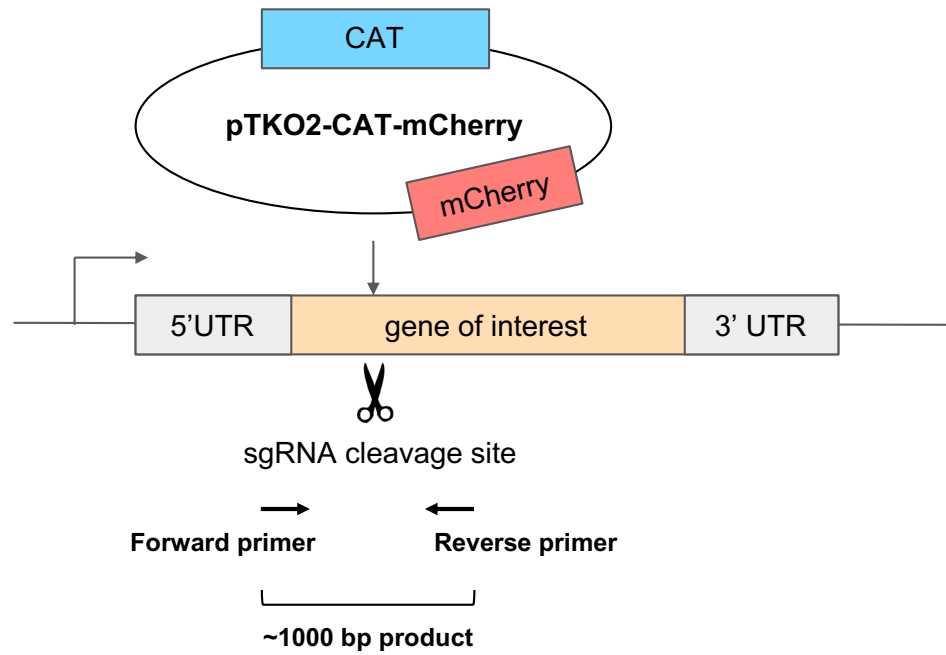 CAT
pTKO2-CAT-mCherry
mCherry
5'UTR
gene of interest
3' UTR
sgRNA cleavage site
Forward primer
Reverse primer
~1000 bp product